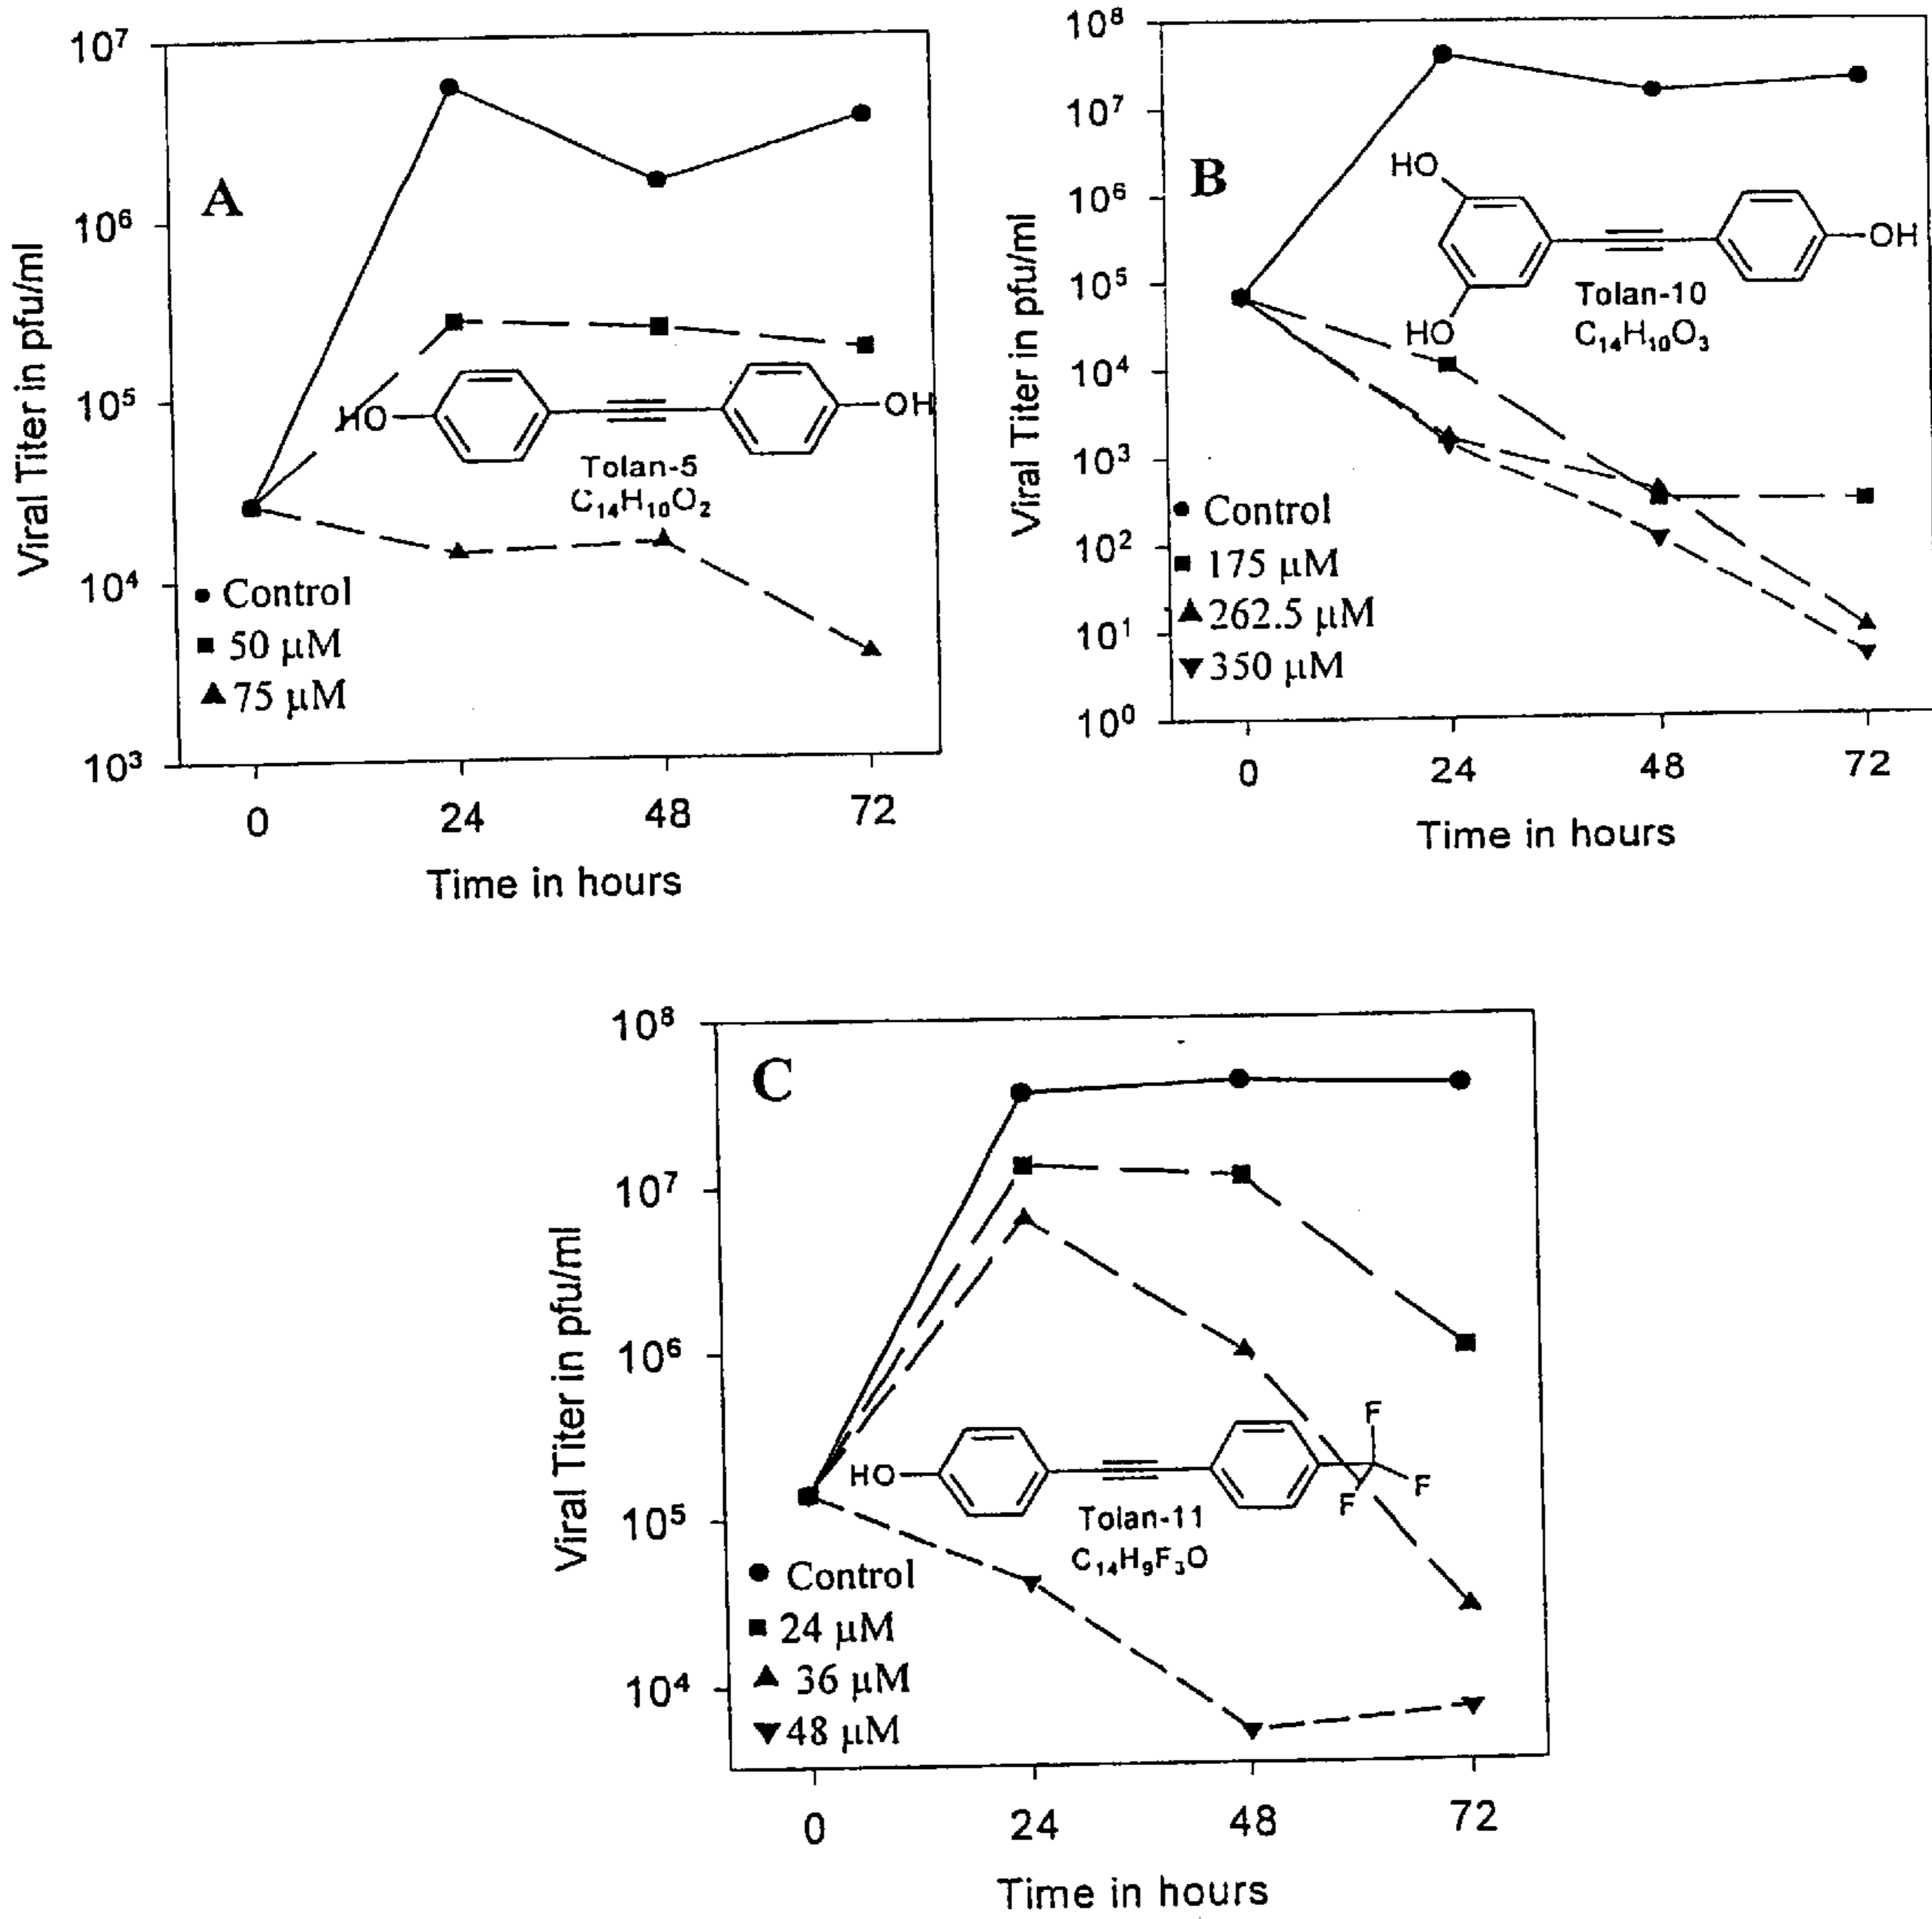 10⁷
10⁶
10⁵
10⁴
10³
Viral Titer in pfu/ml
A
HO
OH
Tolan-5
C₁₄H₁₀O₂
Control
50 μM
75 μM
0 24 48 72
Time in hours
10⁸
10⁷
10⁶
10⁵
10⁴
10³
10²
10¹
10⁰
Viral Titer in pfu/ml
B
HO
OH
HO
Tolan-10
C₁₄H₁₀O₃
Control
175 μM
262.5 μM
350 μM
0 24 48 72
Time in hours
10⁸
10⁷
10⁶
10⁵
10⁴
Viral Titer in pfu/ml
C
F
HO
F
F
Tolan-11
C₁₄H₉F₃O
Control
24 μM
36 μM
48 μM
0 24 48 72
Time in hours